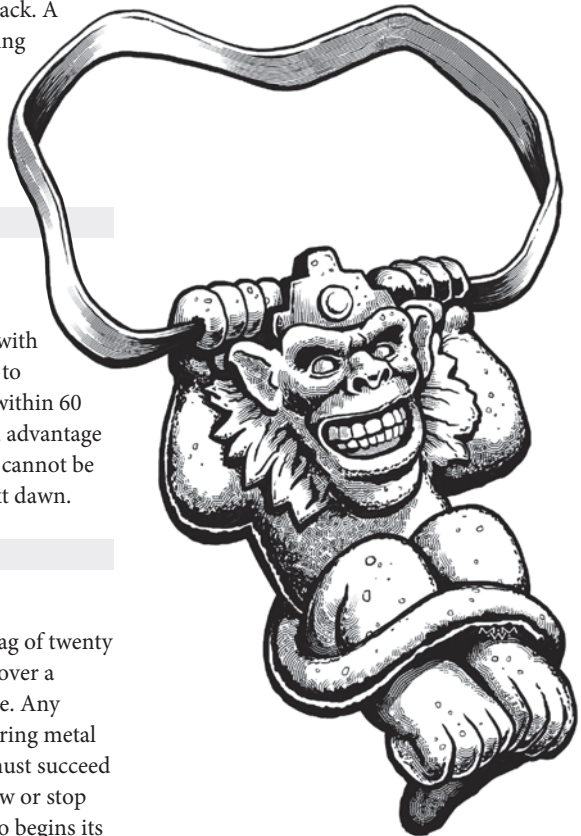 ack. A
ing
with
to
within 60
advantage
cannot be
t dawn.
ag of twenty
over a
e. Any
ring metal
must succeed
w or stop
o begins its